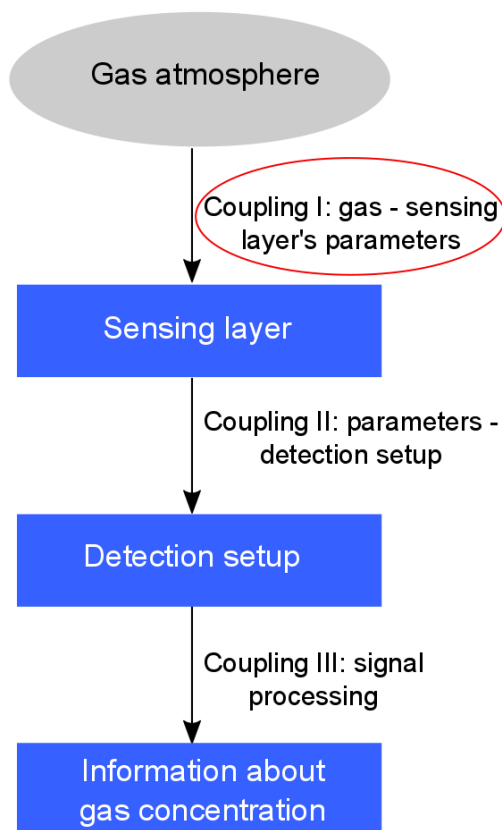 Gas atmosphere
Coupling I: gas - sensing
layer's parameters
Sensing layer
Coupling II: parameters -
detection setup
Detection setup
Coupling III: signal
processing
Information about
gas concentration